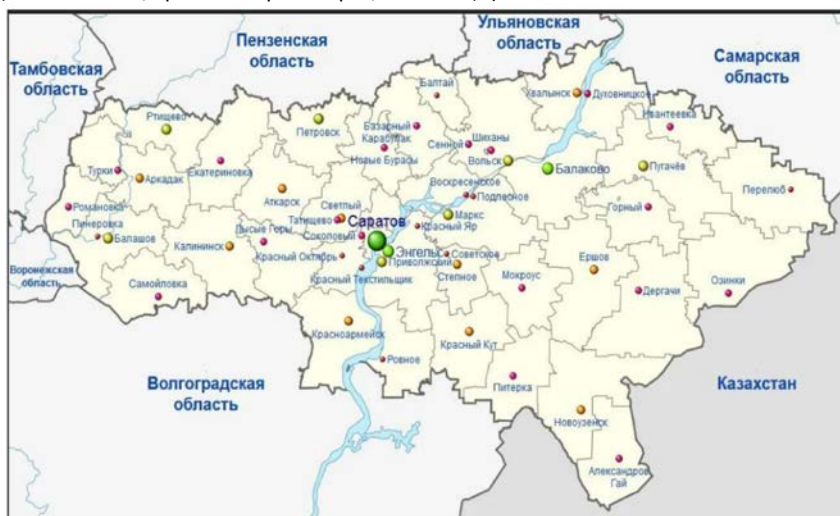 Ульяновская
область
Пензенская
область
Самарская
область
Тамбовская
область
Балтай
Хвалынск
Духовницкое
Ртищево
Петровск
Базарный
Карабулак
Ивантеевка
Сенной
Шиханы
Новые Бурасы
Вольск
Балаково
Пугачёв
Турки
Аркадак
Екатериновка
Аткарск
Воскресенское
Подлесное
Перелюб
Романовка
Светлый
Татищево
Саратов
Маркс
Горный
Пинеровка
Балашов
Калининск
Лысые Горы
Соколовый
Красный Яр
Энгельс
Советское
Красный Октябрь
Приволжский
Степное
Ершов
Воронежская
область
Самойловка
Красный Текстильщик
Мокроус
Дергачи
Озинки
Красноармейск
Красный Кут
Ровное
Питерка
Волгоградская
область
Казахстан
Новоузенск
Александров
Гай